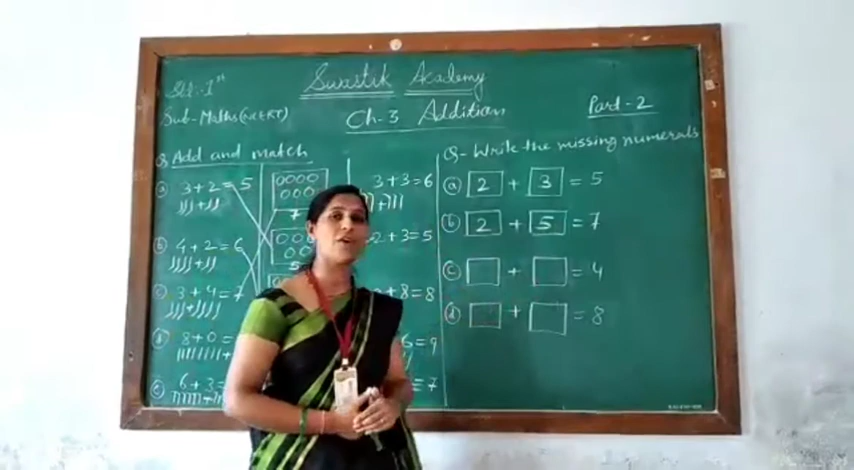 Std :- 1st
Swastik Academy
Sub- Maths (NCERT)
Ch-3 Addition
Part-2
Q Add and match
(a) 3+2=5
7
(b) 4+2=6
5
(c) 3+4=7
(d) 8+0=
(e) 6+3=
3+3=6
2+3=5
+8=8
6=9
=7
Q- Write the missing numerals
(a) 2 + 3 = 5
(b) 2 + 5 = 7
(c) + = 4
(d) + = 8